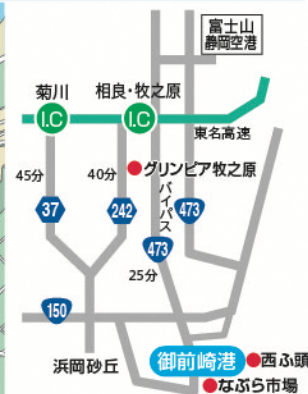 富士山
静岡空港
菊川
相良・牧之原
I.C
I.C
東名高速
45分
40分
グリンピア牧之原
37
242
バイパス
473
473
25分
150
浜岡砂丘
御前崎港
西ふ頭
なぶら市場